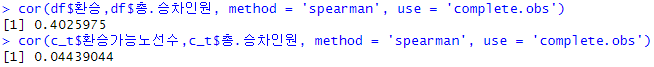 > cor(df$환승,df$총.승차인원, method = 'spearman', use = 'complete.obs')
[1] 0.4025975
> cor(c_t$환승가능노선수,c_t$총.승차인원, method = 'spearman', use = 'complete.obs')
[1] 0.04439044